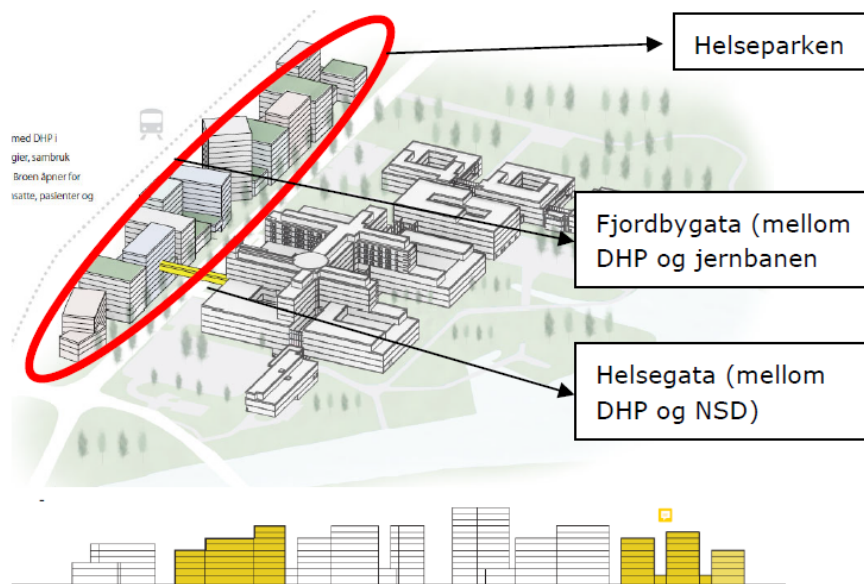 Helseparken
med DHP i
gier, sambruk
Broen åpner for
isatte, pasienter og
Fjordbygata (mellom
DHP og jernbanen
Helsegata (mellom
DHP og NSD)